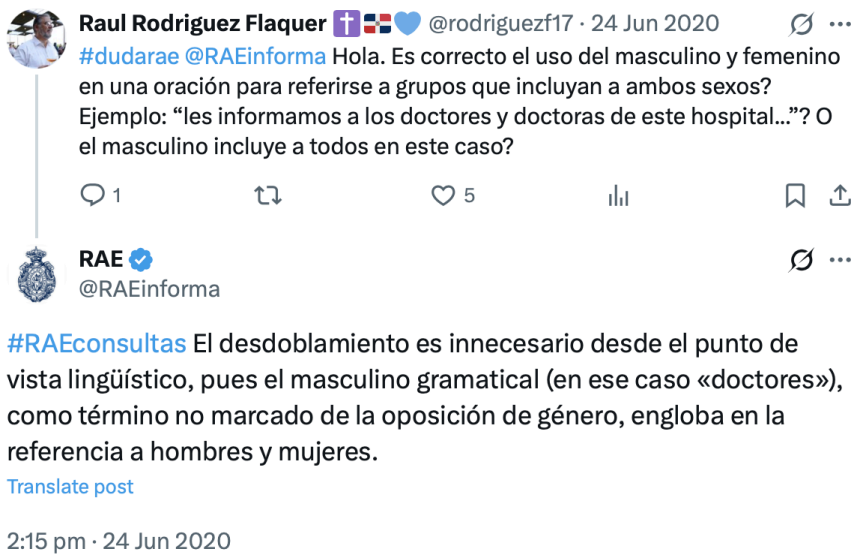 Raul Rodriguez Flaquer ✝️🇩🇴💙 @rodriguezf17 · 24 Jun 2020
#dudarae @RAEinforma Hola. Es correcto el uso del masculino y femenino
en una oración para referirse a grupos que incluyan a ambos sexos?
Ejemplo: “les informamos a los doctores y doctoras de este hospital...”? O
el masculino incluye a todos en este caso?
1 5
RAE
@RAEinforma
#RAEconsultas El desdoblamiento es innecesario desde el punto de
vista lingüístico, pues el masculino gramatical (en ese caso «doctores»),
como término no marcado de la oposición de género, engloba en la
referencia a hombres y mujeres.
Translate post
2:15 pm · 24 Jun 2020